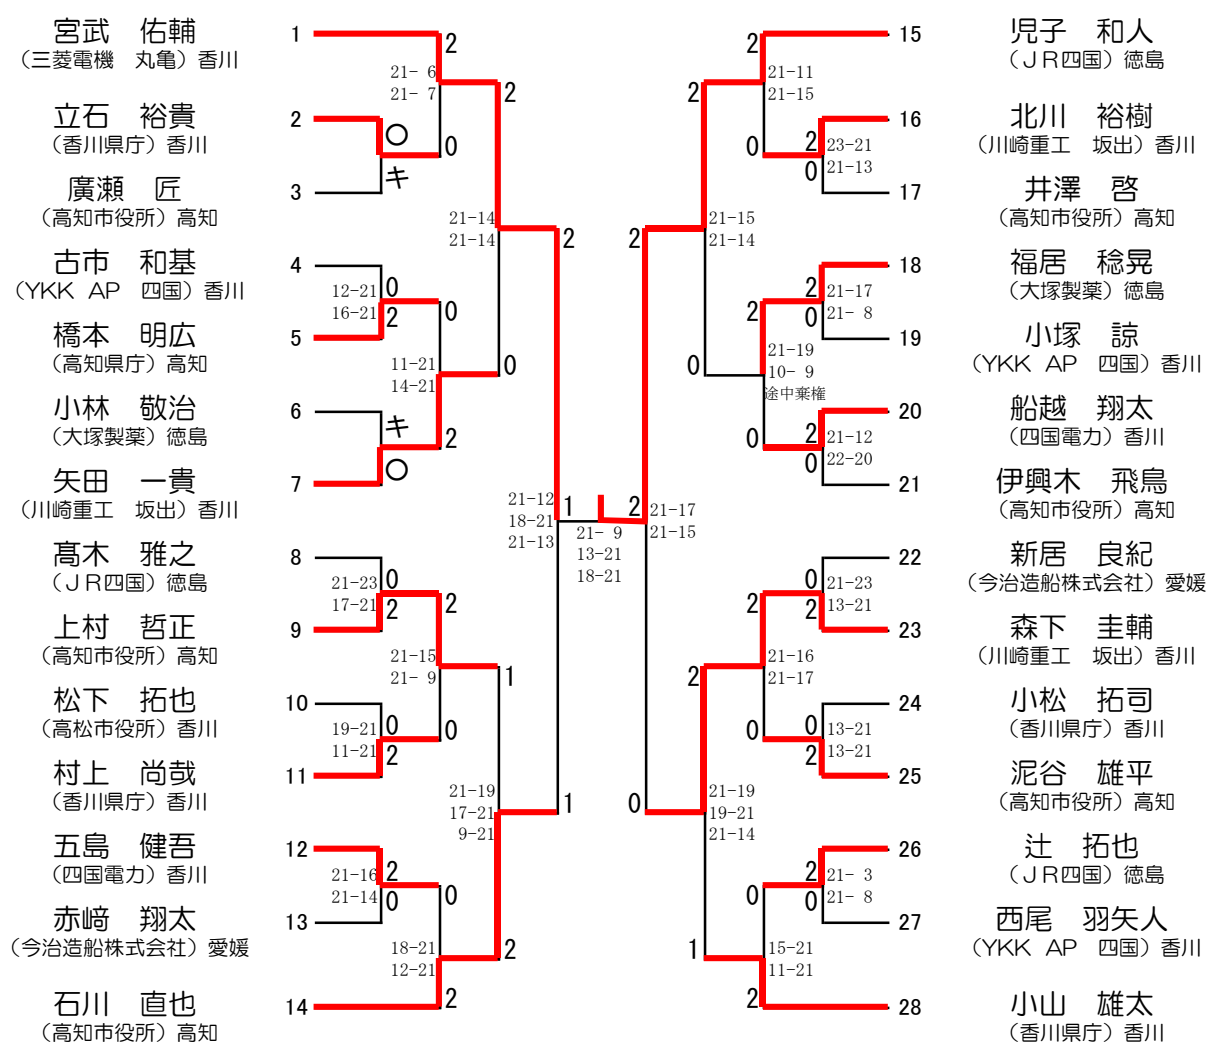 宮武　佑輔
（三菱電機　丸亀）香川
1
立石　裕貴
（香川県庁）香川
2
廣瀬　匠
（高知市役所）高知
3
古市　和基
（YKK AP　四国）香川
4
橋本　明広
（高知県庁）高知
5
小林　敬治
（大塚製薬）徳島
6
矢田　一貴
（川崎重工　坂出）香川
7
髙木　雅之
（ＪＲ四国）徳島
8
上村　哲正
（高知市役所）高知
9
松下　拓也
（高松市役所）香川
10
村上　尚哉
（香川県庁）香川
11
五島　健吾
（四国電力）香川
12
赤﨑　翔太
（今治造船株式会社）愛媛
13
石川　直也
（高知市役所）高知
14
2
21- 6
21- 7
0
○
キ
2
21-14
21-14
0
0
12-21
16-21
2
0
11-21
14-21
2
キ
○
2
21-12
18-21
21-13
1
0
21-23
17-21
2
2
21-15
21- 9
0
0
19-21
11-21
2
1
21-19
17-21
9-21
2
2
21-16
21-14
0
0
18-21
12-21
2
1
21- 9
13-21
18-21
2
2
21-17
21-15
0
2
21-15
21-14
0
2
21-11
21-15
0
2
23-21
21-13
0
2
21-17
21- 8
0
2
21-19
10- 9
途中棄権
0
2
21-12
22-20
0
2
21-19
19-21
21-14
1
0
21-23
13-21
2
2
21-16
21-17
0
0
13-21
13-21
2
2
21- 3
21- 8
0
0
15-21
11-21
2
15
児子　和人
（ＪＲ四国）徳島
16
北川　裕樹
（川崎重工　坂出）香川
17
井澤　啓
（高知市役所）高知
18
福居　稔晃
（大塚製薬）徳島
19
小塚　諒
（YKK AP　四国）香川
20
船越　翔太
（四国電力）香川
21
伊興木　飛鳥
（高知市役所）高知
22
新居　良紀
（今治造船株式会社）愛媛
23
森下　圭輔
（川崎重工　坂出）香川
24
小松　拓司
（香川県庁）香川
25
泥谷　雄平
（高知市役所）高知
26
辻　拓也
（ＪＲ四国）徳島
27
西尾　羽矢人
（YKK AP　四国）香川
28
小山　雄太
（香川県庁）香川